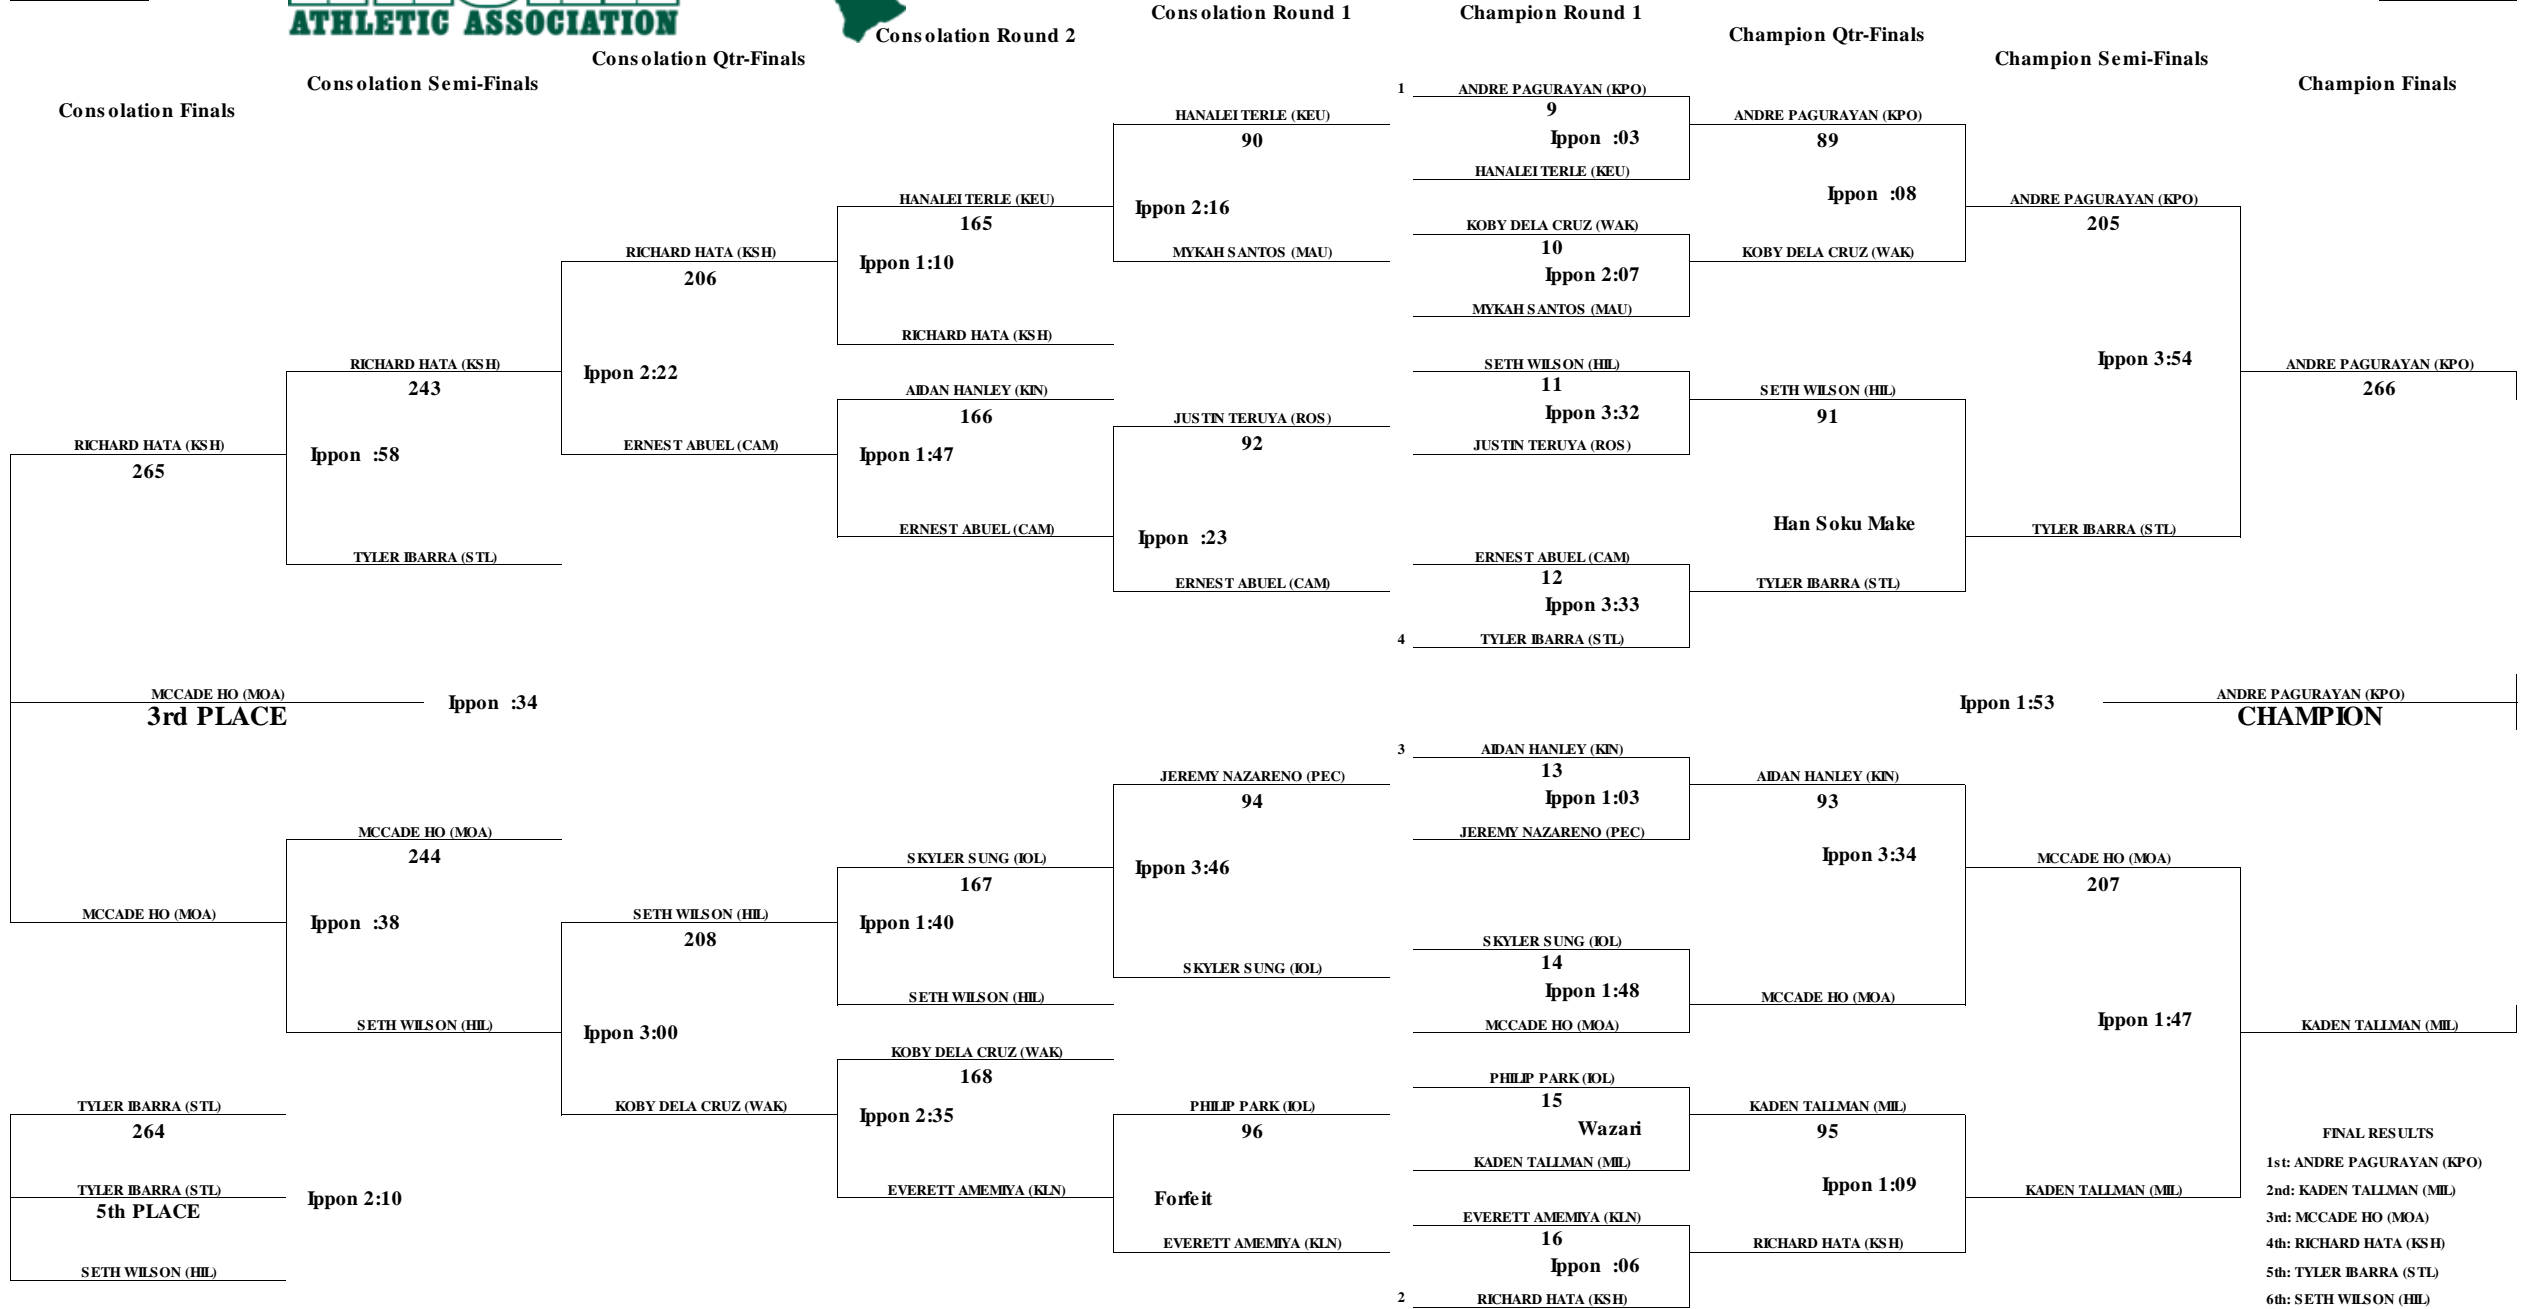 ATHLETIC ASSOCIATION
Consolation Finals
Consolation Semi-Finals
Consolation Qtr-Finals
Consolation Round 2
Consolation Round 1
Champion Round 1
Champion Qtr-Finals
Champion Semi-Finals
Champion Finals
RICHARD HATA (KSH)
265
MCCADE HO (MOA)
3rd PLACE
Ippon :34
MCCADE HO (MOA)
TYLER IBARRA (STL)
264
TYLER IBARRA (STL)
5th PLACE
Ippon 2:10
SETH WILSON (HIL)
RICHARD HATA (KSH)
243
Ippon :58
TYLER IBARRA (STL)
MCCADE HO (MOA)
244
Ippon :38
SETH WILSON (HIL)
RICHARD HATA (KSH)
206
Ippon 2:22
ERNEST ABUEL (CAM)
SETH WILSON (HIL)
208
Ippon 3:00
KOBY DELA CRUZ (WAK)
HANALEI TERLE (KEU)
165
Ippon 1:10
RICHARD HATA (KSH)
AIDAN HANLEY (KIN)
166
Ippon 1:47
ERNEST ABUEL (CAM)
SKYLER SUNG (IOL)
167
Ippon 1:40
SETH WILSON (HIL)
KOBY DELA CRUZ (WAK)
168
Ippon 2:35
EVERETT AMEMIYA (KLN)
HANALEI TERLE (KEU)
90
Ippon 2:16
MYKAH SANTOS (MAU)
JUSTIN TERUYA (ROS)
92
Ippon :23
ERNEST ABUEL (CAM)
JEREMY NAZARENO (PEC)
94
Ippon 3:46
SKYLER SUNG (IOL)
PHILIP PARK (IOL)
96
Forfeit
EVERETT AMEMIYA (KLN)
1
ANDRE PAGURAYAN (KPO)
9
Ippon :03
HANALEI TERLE (KEU)
KOBY DELA CRUZ (WAK)
10
Ippon 2:07
MYKAH SANTOS (MAU)
SETH WILSON (HIL)
11
Ippon 3:32
JUSTIN TERUYA (ROS)
ERNEST ABUEL (CAM)
12
Ippon 3:33
4
TYLER IBARRA (STL)
3
AIDAN HANLEY (KIN)
13
Ippon 1:03
JEREMY NAZARENO (PEC)
SKYLER SUNG (IOL)
14
Ippon 1:48
MCCADE HO (MOA)
PHILIP PARK (IOL)
15
Wazari
KADEN TALLMAN (MIL)
EVERETT AMEMIYA (KLN)
16
Ippon :06
2
RICHARD HATA (KSH)
ANDRE PAGURAYAN (KPO)
89
Ippon :08
KOBY DELA CRUZ (WAK)
SETH WILSON (HIL)
91
Han Soku Make
TYLER IBARRA (STL)
AIDAN HANLEY (KIN)
93
Ippon 3:34
MCCADE HO (MOA)
KADEN TALLMAN (MIL)
95
Ippon 1:09
RICHARD HATA (KSH)
ANDRE PAGURAYAN (KPO)
205
Ippon 3:54
TYLER IBARRA (STL)
MCCADE HO (MOA)
207
Ippon 1:47
KADEN TALLMAN (MIL)
ANDRE PAGURAYAN (KPO)
266
Ippon 1:53
ANDRE PAGURAYAN (KPO)
CHAMPION
KADEN TALLMAN (MIL)
FINAL RESULTS
1st: ANDRE PAGURAYAN (KPO)
2nd: KADEN TALLMAN (MIL)
3rd: MCCADE HO (MOA)
4th: RICHARD HATA (KSH)
5th: TYLER IBARRA (STL)
6th: SETH WILSON (HIL)